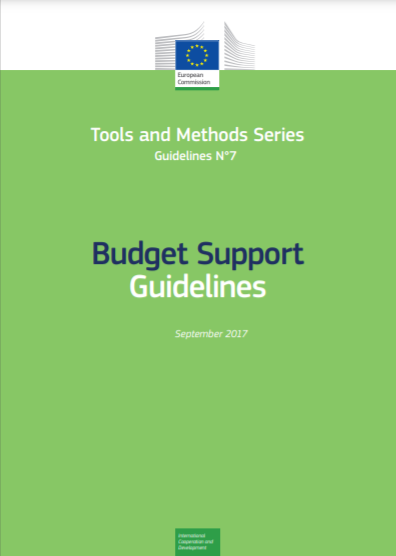 European
Commission
Tools and Methods Series
Guidelines N°7
Budget Support
Guidelines
September 2017
International
Cooperation and
Development